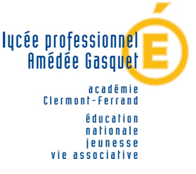 lycée professionnel
Amédée Gasquet
académie
Clermont-Ferrand
éducation
nationale
jeunesse
vie associative